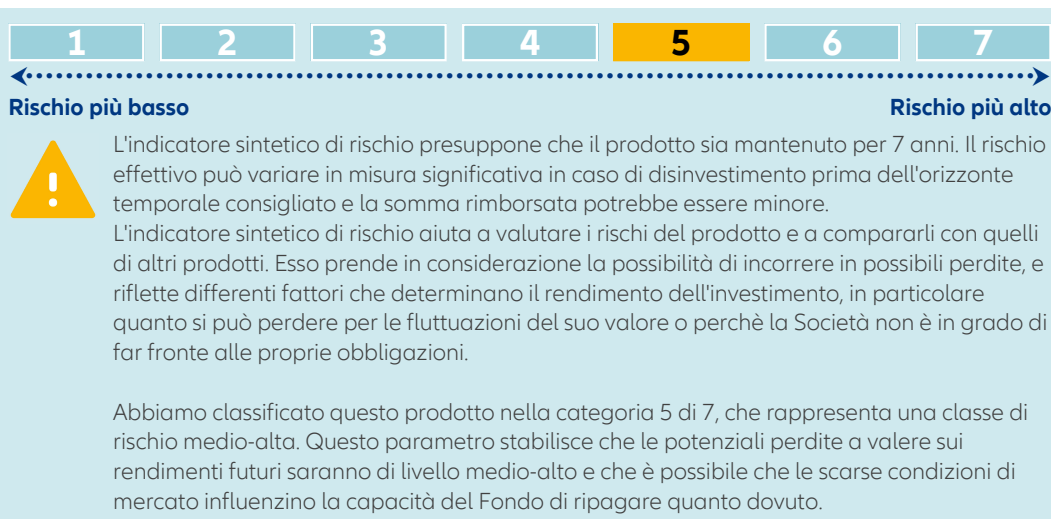 1 2 3 4 5 6 7
Rischio più basso Rischio più alto
L'indicatore sintetico di rischio presuppone che il prodotto sia mantenuto per 7 anni. Il rischio
effettivo può variare in misura significativa in caso di disinvestimento prima dell'orizzonte
temporale consigliato e la somma rimborsata potrebbe essere minore.
L'indicatore sintetico di rischio aiuta a valutare i rischi del prodotto e a compararli con quelli
di altri prodotti. Esso prende in considerazione la possibilità di incorrere in possibili perdite, e
riflette differenti fattori che determinano il rendimento dell'investimento, in particolare
quanto si può perdere per le fluttuazioni del suo valore o perchè la Società non è in grado di
far fronte alle proprie obbligazioni.
Abbiamo classificato questo prodotto nella categoria 5 di 7, che rappresenta una classe di
rischio medio-alta. Questo parametro stabilisce che le potenziali perdite a valere sui
rendimenti futuri saranno di livello medio-alto e che è possibile che le scarse condizioni di
mercato influenzino la capacità del Fondo di ripagare quanto dovuto.